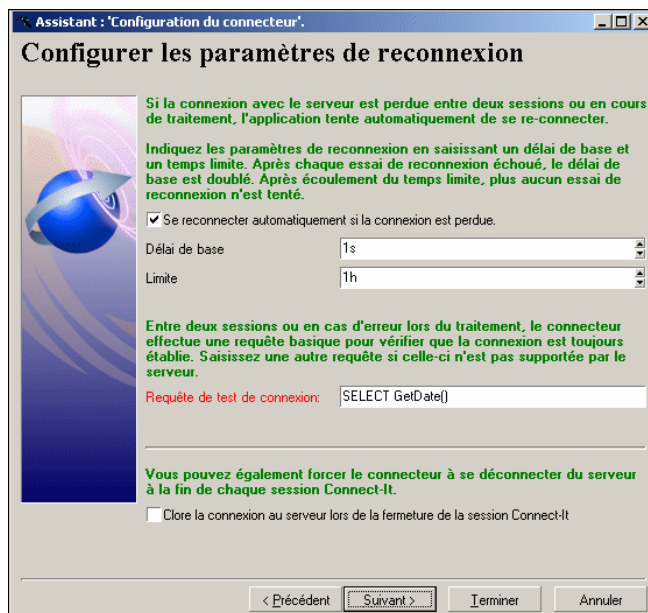 Assistant : 'Configuration du connecteur'.
Configurer les paramètres de reconnexion
Si la connexion avec le serveur est perdue entre deux sessions ou en cours
de traitement, l'application tente automatiquement de se re-connecter.
Indiquez les paramètres de reconnexion en saisissant un délai de base et
un temps limite. Après chaque essai de reconnexion échoué, le délai de
base est doublé. Après écoulement du temps limite, plus aucun essai de
reconnexion n'est tenté.
Se reconnecter automatiquement si la connexion est perdue.
Délai de base 1s
Limite 1h
Entre deux sessions ou en cas d'erreur lors du traitement, le connecteur
effectue une requête basique pour vérifier que la connexion est toujours
établie. Saisissez une autre requête si celle-ci n'est pas supportée par le
serveur.
Requête de test de connexion: SELECT GetDate()
Vous pouvez également forcer le connecteur à se déconnecter du serveur
à la fin de chaque session Connect-It.
Clore la connexion au serveur lors de la fermeture de la session Connect-It
< Précédent Suivant > Terminer Annuler